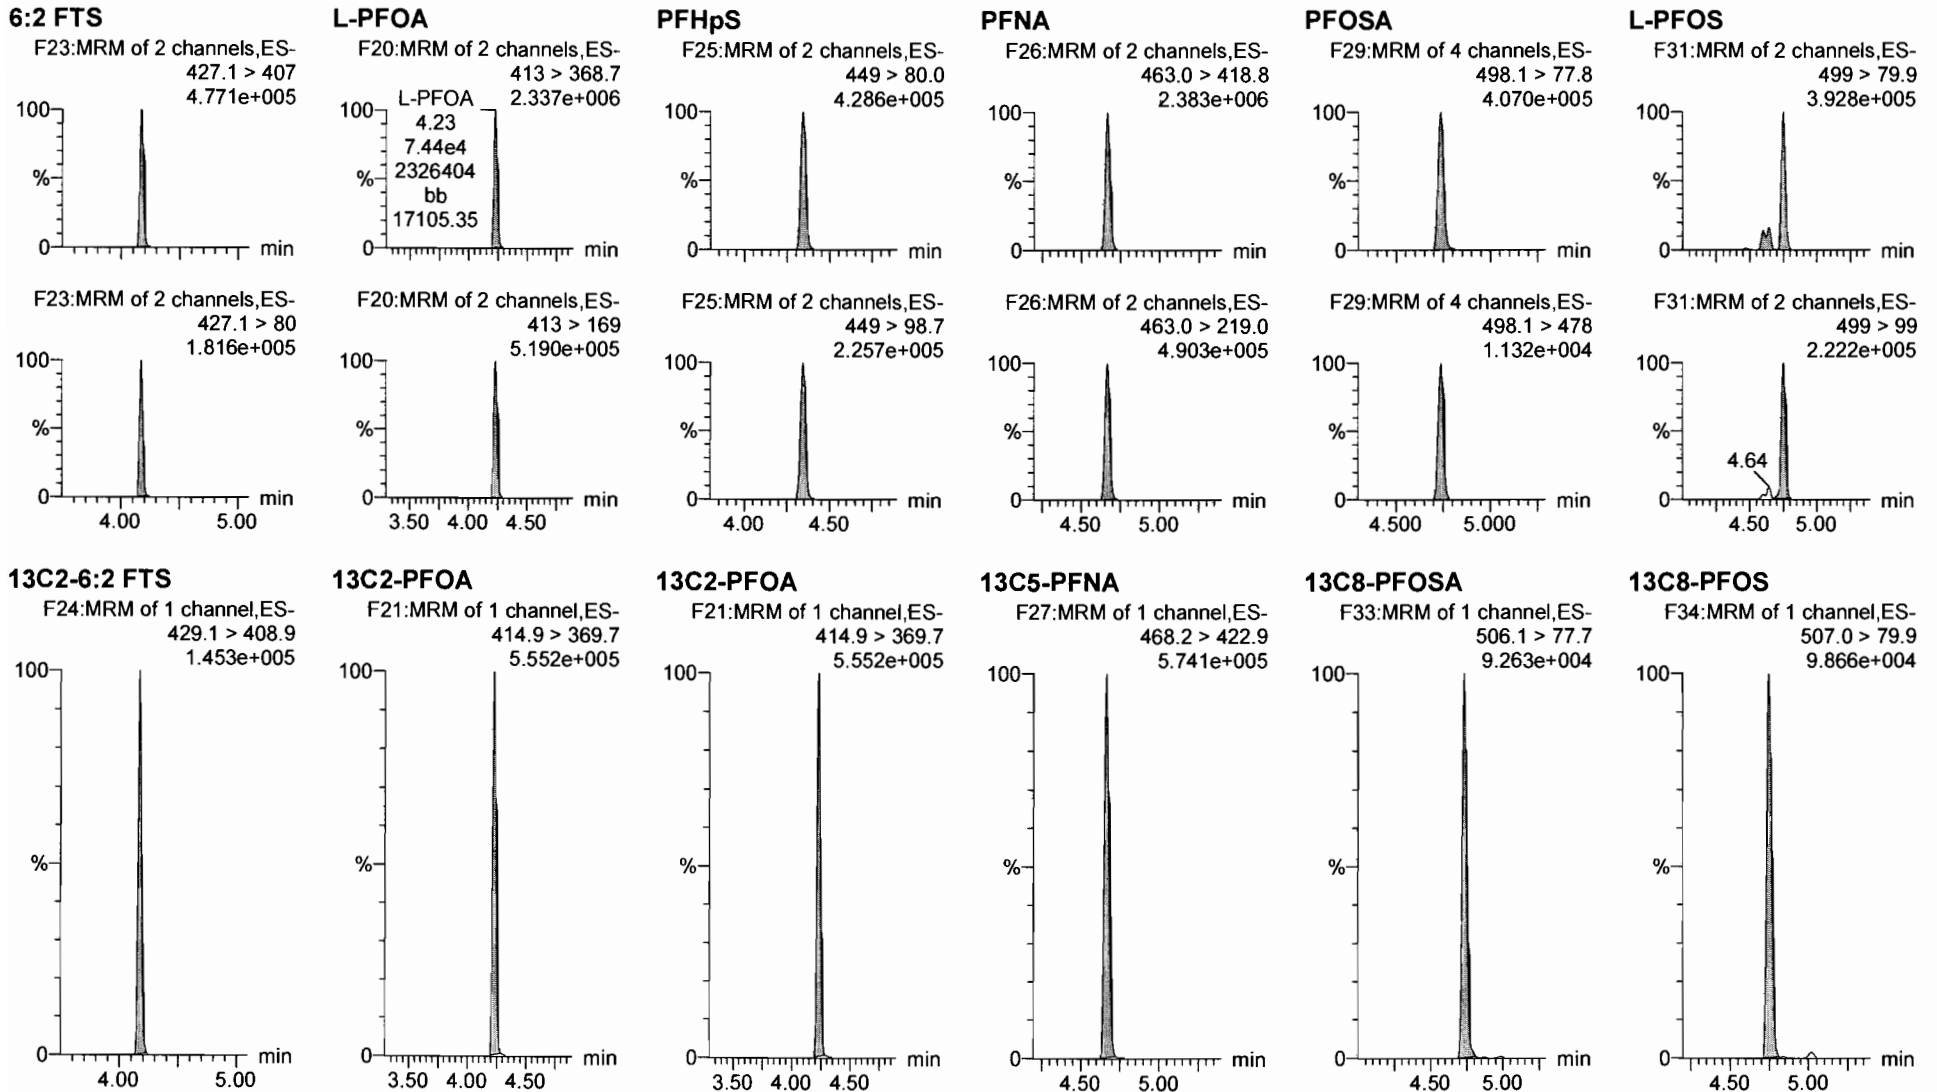 6:2 FTS
F23:MRM of 2 channels,ES-
427.1 > 407
4.771e+005
100
%
0
min
F23:MRM of 2 channels,ES-
427.1 > 80
1.816e+005
100
%
0
min
4.00 5.00
L-PFOA
F20:MRM of 2 channels,ES-
413 > 368.7
2.337e+006
L-PFOA
4.23
7.44e4
2326404
bb
17105.35
100
%
0
min
F20:MRM of 2 channels,ES-
413 > 169
5.190e+005
100
%
0
min
3.50 4.00 4.50
PFHpS
F25:MRM of 2 channels,ES-
449 > 80.0
4.286e+005
100
%
0
min
F25:MRM of 2 channels,ES-
449 > 98.7
2.257e+005
100
%
0
min
4.00 4.50
PFNA
F26:MRM of 2 channels,ES-
463.0 > 418.8
2.383e+006
100
%
0
min
F26:MRM of 2 channels,ES-
463.0 > 219.0
4.903e+005
100
%
0
min
4.50 5.00
PFOSA
F29:MRM of 4 channels,ES-
498.1 > 77.8
4.070e+005
100
%
0
min
F29:MRM of 4 channels,ES-
498.1 > 478
1.132e+004
100
%
0
min
4.500 5.000
L-PFOS
F31:MRM of 2 channels,ES-
499 > 79.9
3.928e+005
100
%
0
min
F31:MRM of 2 channels,ES-
499 > 99
2.222e+005
100
%
4.64
0
min
4.50 5.00
13C2-6:2 FTS
F24:MRM of 1 channel,ES-
429.1 > 408.9
1.453e+005
100
%
0
min
4.00 5.00
13C2-PFOA
F21:MRM of 1 channel,ES-
414.9 > 369.7
5.552e+005
100
%
0
min
3.50 4.00 4.50
13C2-PFOA
F21:MRM of 1 channel,ES-
414.9 > 369.7
5.552e+005
100
%
0
min
3.50 4.00 4.50
13C5-PFNA
F27:MRM of 1 channel,ES-
468.2 > 422.9
5.741e+005
100
%
0
min
4.50 5.00
13C8-PFOSA
F33:MRM of 1 channel,ES-
506.1 > 77.7
9.263e+004
100
%
0
min
4.50 5.00
13C8-PFOS
F34:MRM of 1 channel,ES-
507.0 > 79.9
9.866e+004
100
%
0
min
4.50 5.00